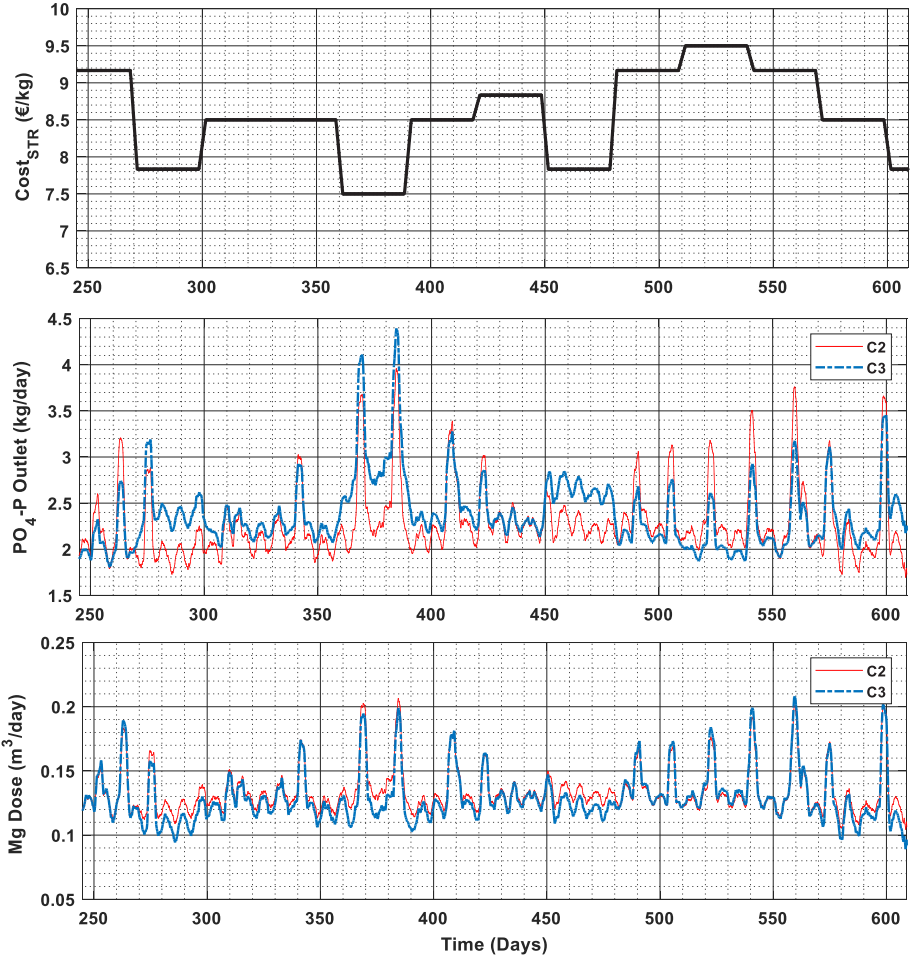 10
9.5
9
8.5
8
7.5
7
6.5
Cost_STR (€/kg)
250 300 350 400 450 500 550 600
4.5
4
3.5
3
2.5
2
1.5
PO4-P Outlet (kg/day)
C2
C3
250 300 350 400 450 500 550 600
0.25
0.2
0.15
0.1
0.05
Mg Dose (m³/day)
C2
C3
250 300 350 400 450 500 550 600
Time (Days)